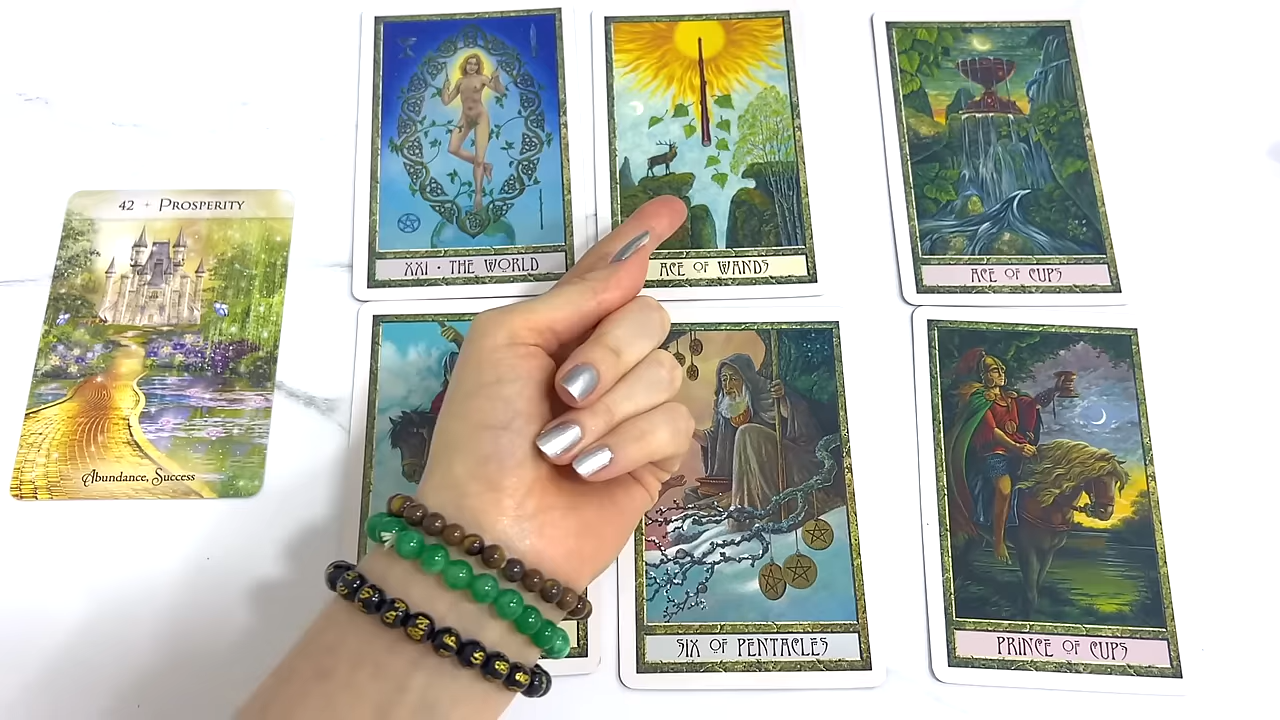 42 + PROSPERITY
Abundance, Success
XXI • THE WORLD
ACE OF WANDS
ACE OF CUPS
SIX OF PENTACLES
PRINCE OF CUPS